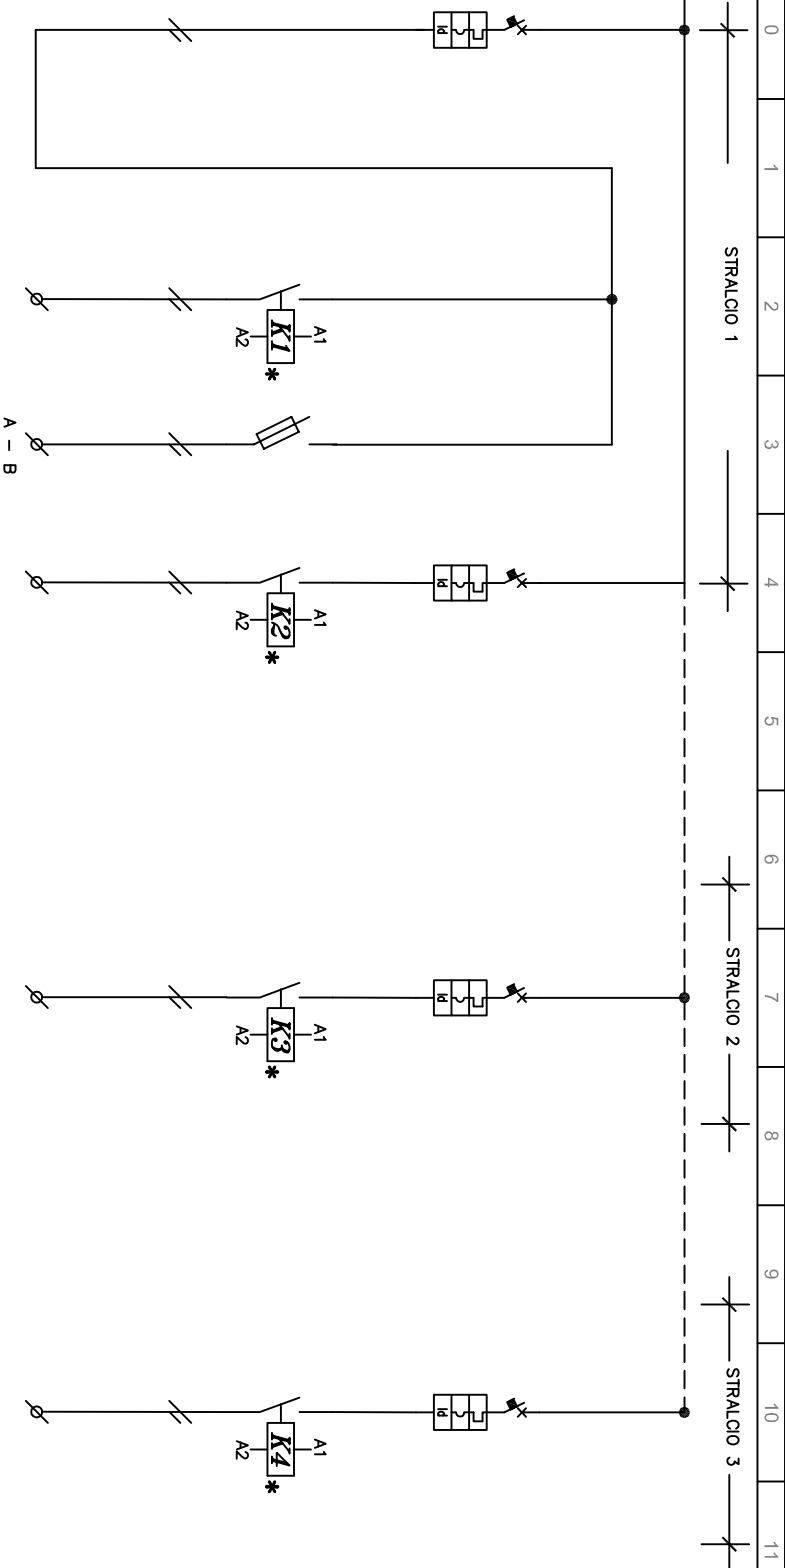 0 1 2 3 4 5 6 7 8 9 10 11
STRALCIO 1 STRALCIO 2 STRALCIO 3
Id Id Id Id
A1 A1 A1 A1
K1 K2 K3 K4
* * * *
A2 A2 A2 A2
A - B